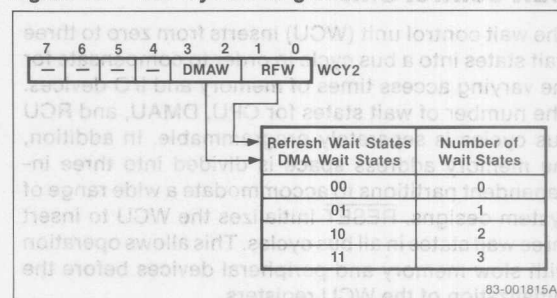 7 6 5 4 3 2 1 0
— — — — DMAW RFW WCY2
Refresh Wait States Number of
DMA Wait States Wait States
00 0
01 1
10 2
11 3
83-001815A